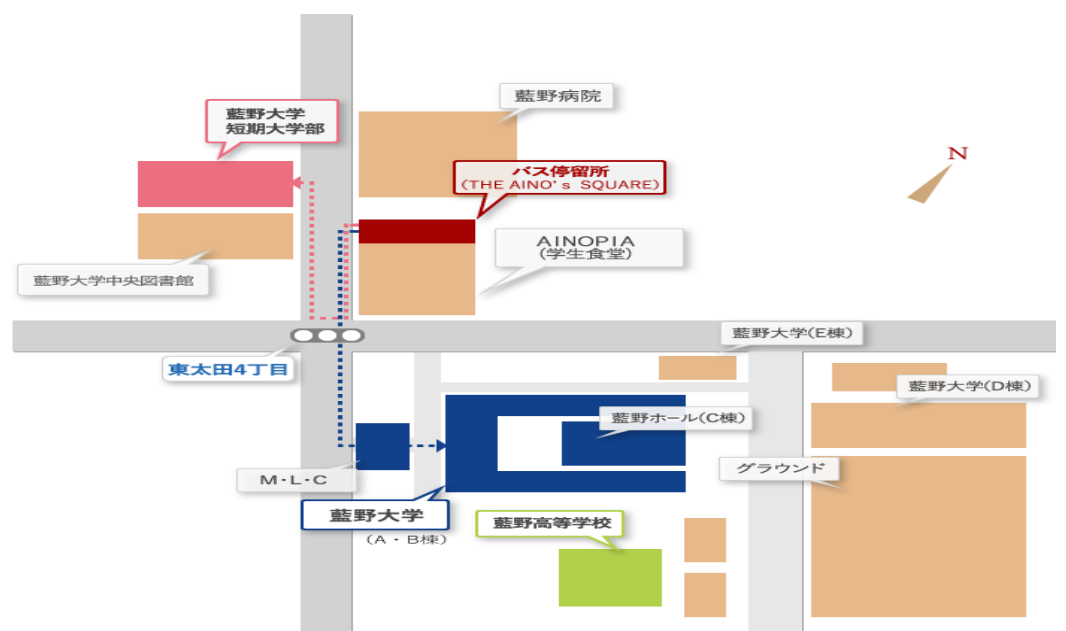 藍野病院
藍野大学
短期大学部
N
バス停留所
(THE AINO's SQUARE)
AINOPIA
(学生食堂)
藍野大学中央図書館
藍野大学(E棟)
東太田4丁目
藍野大学(D棟)
藍野ホール(C棟)
グラウンド
M・L・C
藍野大学
(A・B棟)
藍野高等学校